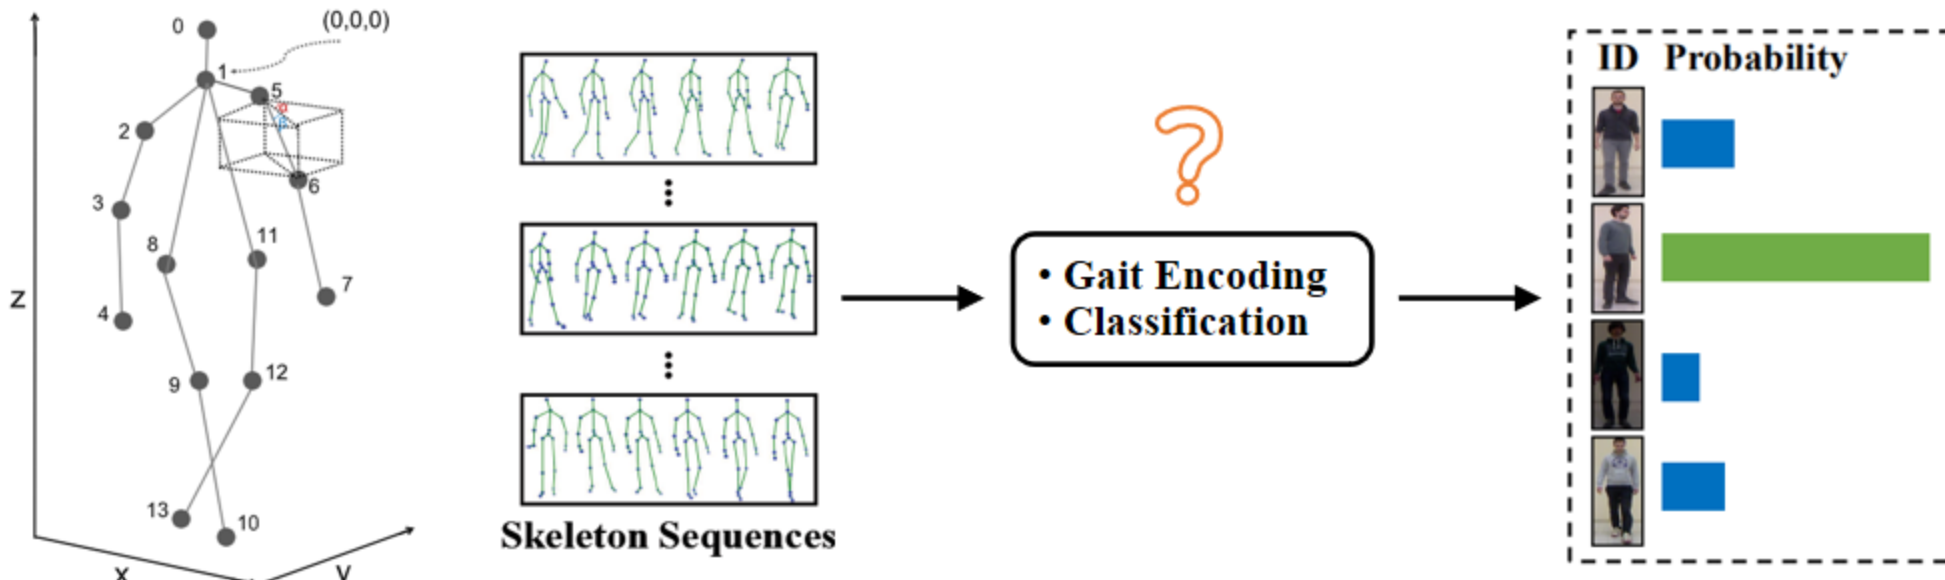 (0,0,0)
0
1
5
α
β
2
6
3
8
11
7
4
9
12
13
10
Z
X
Y
Skeleton Sequences
?
• Gait Encoding
• Classification
ID Probability